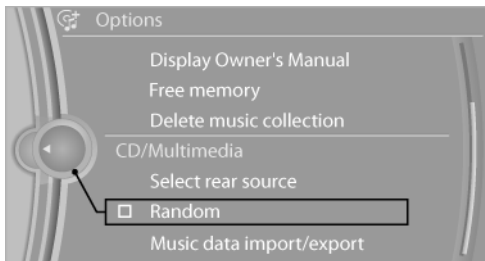 Options
Display Owner's Manual
Free memory
Delete music collection
CD/Multimedia
Select rear source
Random
Music data import/export